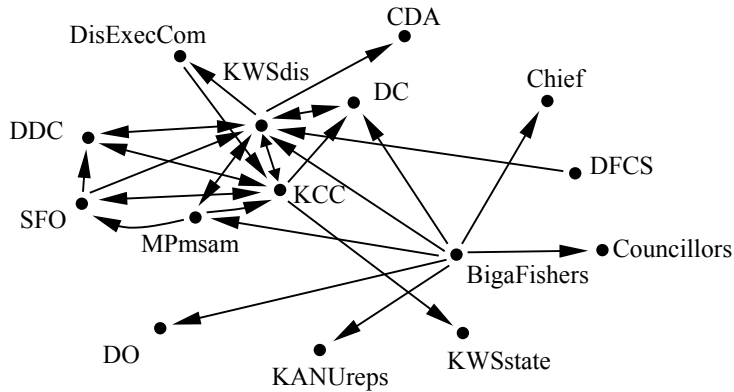 CDA
DisExecCom
KWSdis
DC
Chief
DDC
DFCS
KCC
SFO
MPmsam
Councillors
BigaFishers
DO
KANUreps
KWSstate